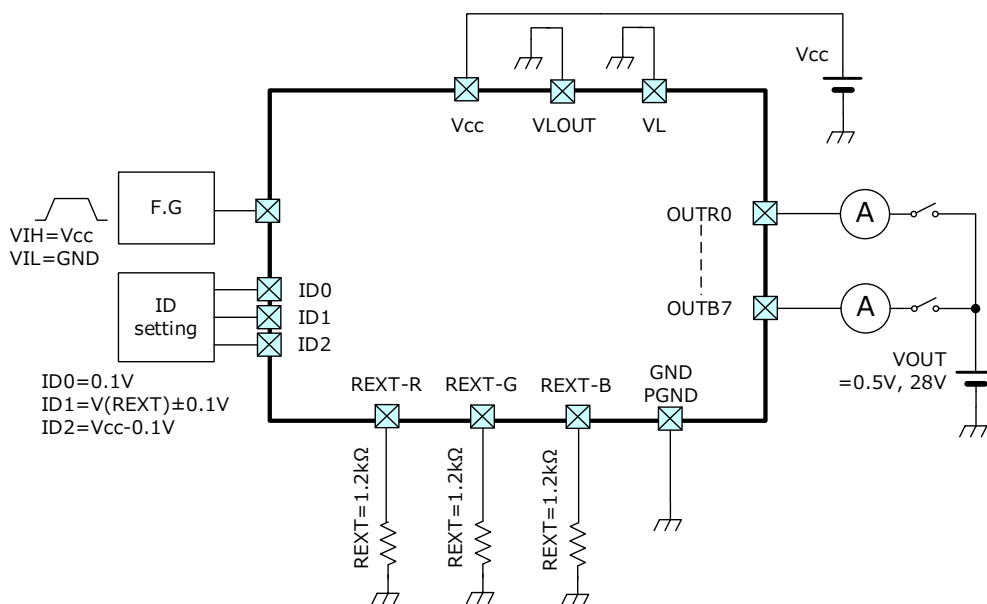 Vcc
Vcc
VLOUT
VL
F.G
VIH=Vcc
VIL=GND
OUTR0
A
ID
setting
ID0
ID1
ID2
OUTB7
A
ID0=0.1V
ID1=V(REXT)±0.1V
ID2=Vcc-0.1V
REXT-R
REXT-G
REXT-B
GND
PGND
VOUT
=0.5V, 28V
REXT=1.2kΩ
REXT=1.2kΩ
REXT=1.2kΩ